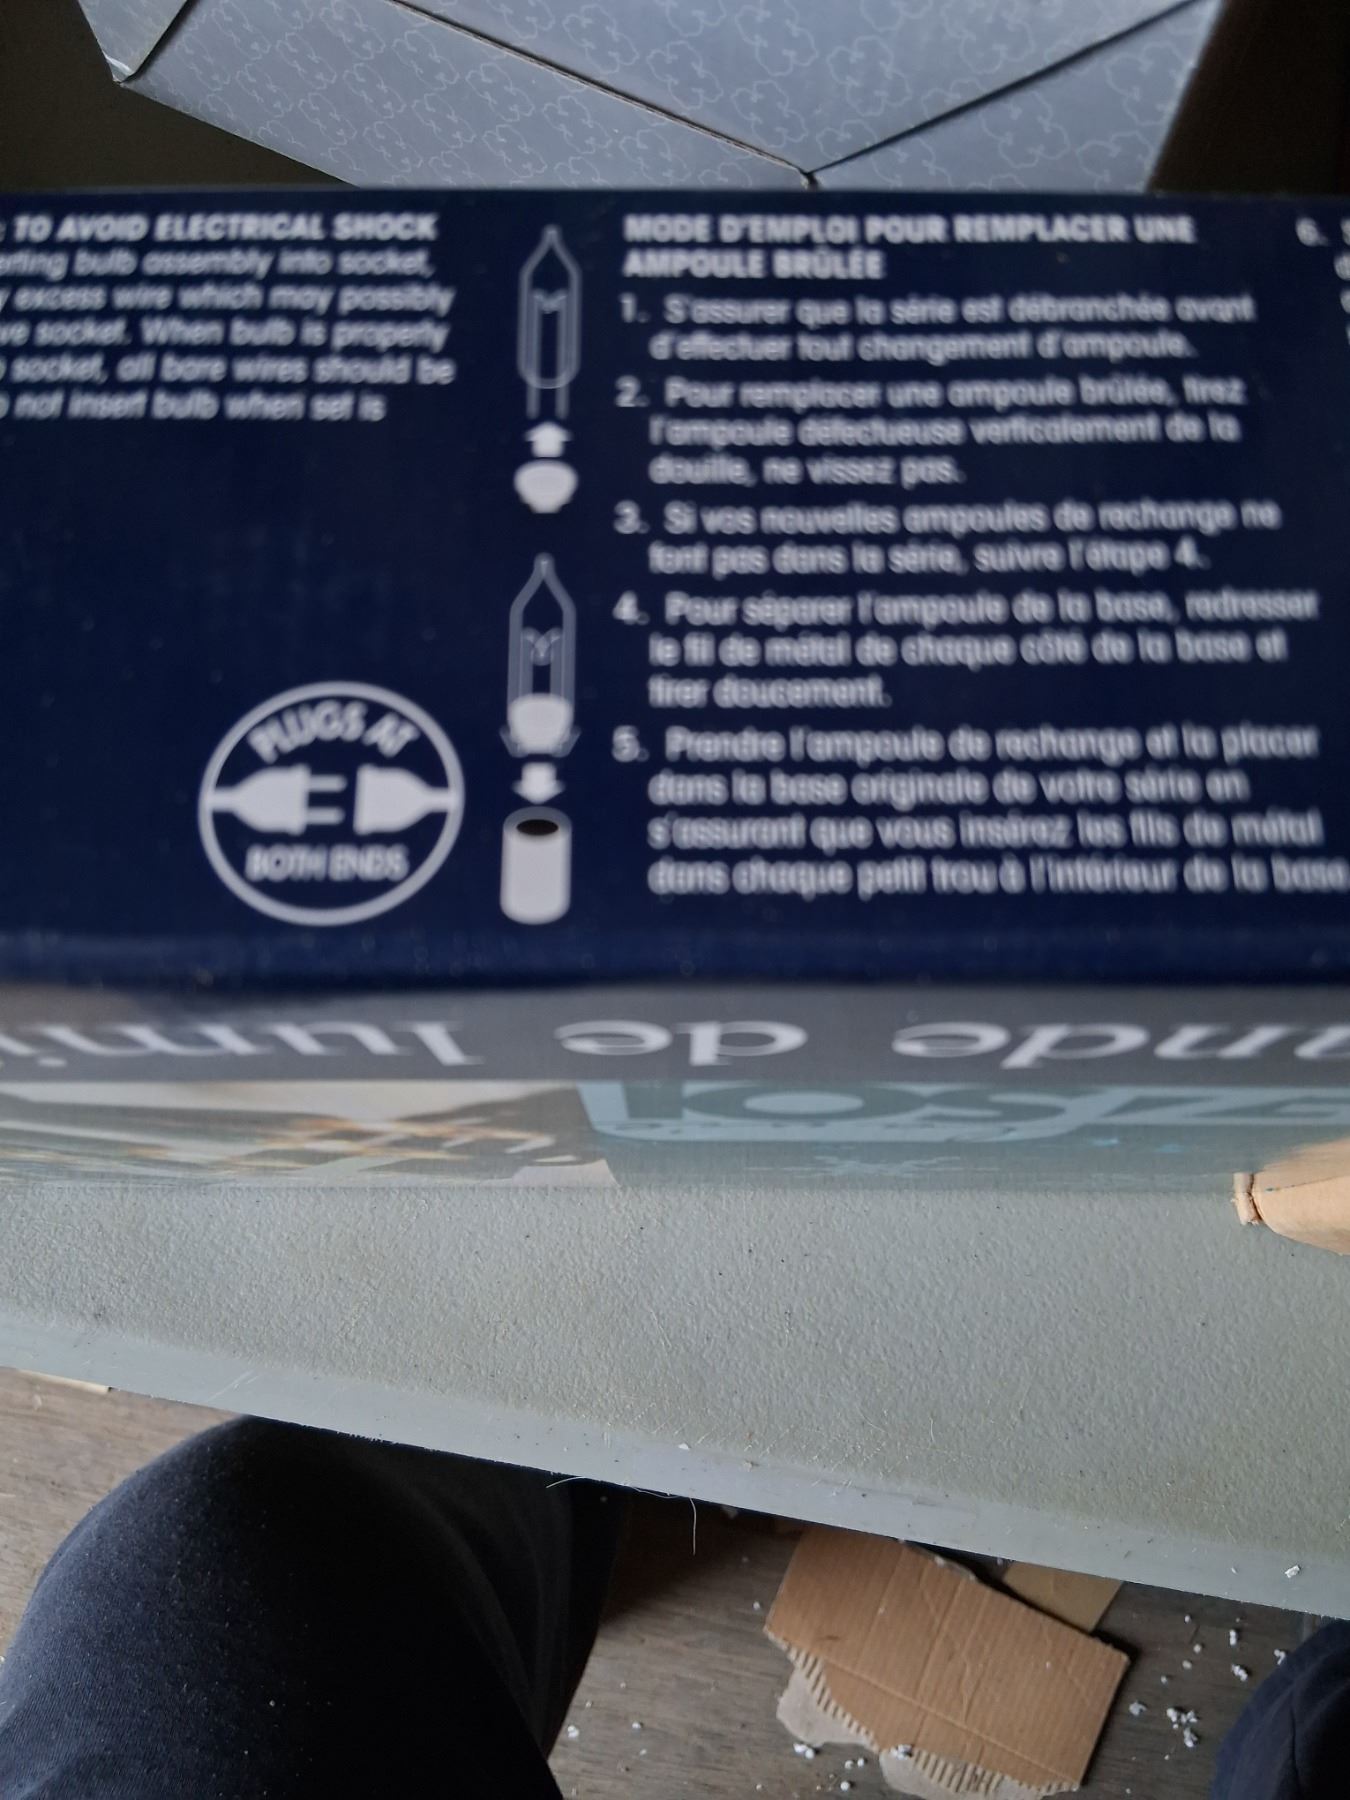 : TO AVOID ELECTRICAL SHOCK
erting bulb assembly into socket,
y excess wire which may possibly
ve socket. When bulb is properly
socket, all bare wires should be
not insert bulb when set is
PLUGS AT
BOTH ENDS
MODE D'EMPLOI POUR REMPLACER UNE
AMPOULE BRÛLÉE
1. S'assurer que la série est débranchée avant
d'effectuer tout changement d'ampoule.
2. Pour remplacer une ampoule brûlée, tirez
l'ampoule défectueuse verticalement de la
douille, ne vissez pas.
3. Si vos nouvelles ampoules de rechange ne
font pas dans la série, suivre l'étape 4.
4. Pour séparer l'ampoule de la base, redresser
le fil de métal de chaque côté de la base et
tirer doucement.
5. Prendre l'ampoule de rechange et la placer
dans la base originale de votre série en
s'assurant que vous insérez les fils de métal
dans chaque petit trou à l'intérieur de la base.
6.
ande de lumi